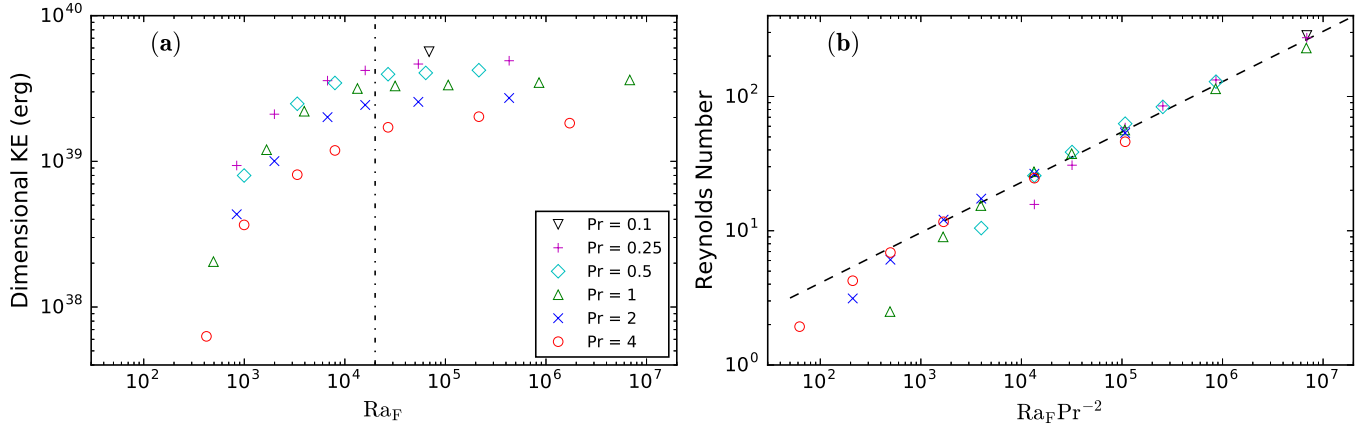 (a)
Dimensional KE (erg)
10^40
10^39
10^38
10^2 10^3 10^4 10^5 10^6 10^7
Ra_F
Pr = 0.1
Pr = 0.25
Pr = 0.5
Pr = 1
Pr = 2
Pr = 4
(b)
Reynolds Number
10^2
10^1
10^0
10^2 10^3 10^4 10^5 10^6 10^7
Ra_F Pr^−2